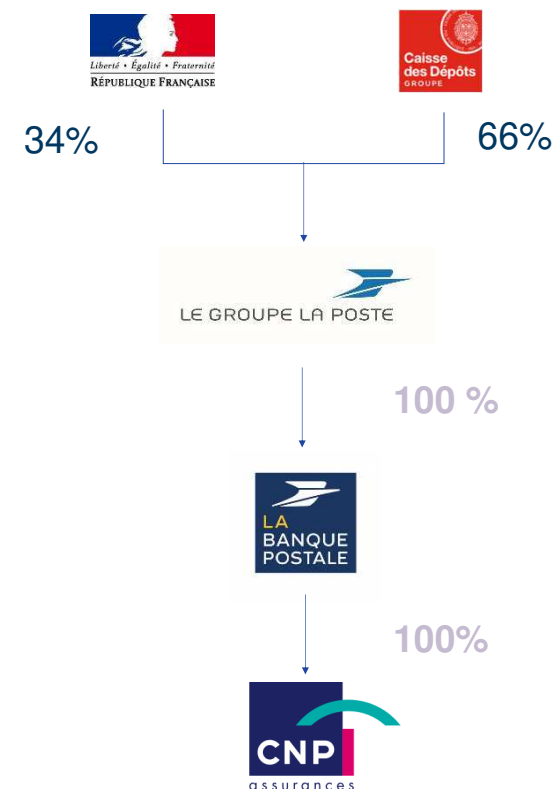 Liberté • Égalité • Fraternité
RÉPUBLIQUE FRANÇAISE
Caisse
des Dépôts
GROUPE
34%
66%
LE GROUPE LA POSTE
100 %
LA
BANQUE
POSTALE
100%
CNP
assurances